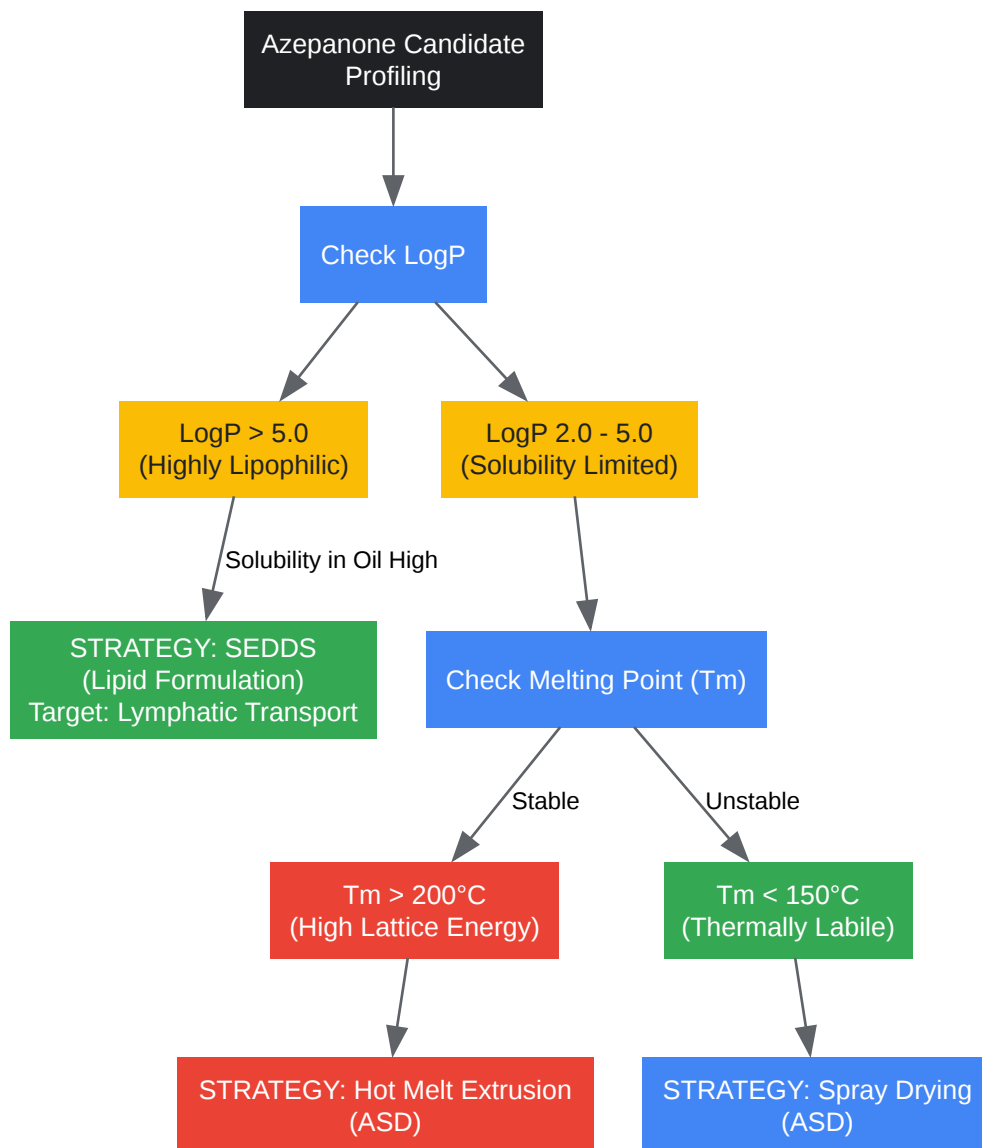 Azepanone Candidate
Profiling
Check LogP
LogP > 5.0
(Highly Lipophilic)
LogP 2.0 - 5.0
(Solubility Limited)
Solubility in Oil High
STRATEGY: SEDDS
(Lipid Formulation)
Target: Lymphatic Transport
Check Melting Point (Tm)
Stable
Unstable
Tm > 200°C
(High Lattice Energy)
Tm < 150°C
(Thermally Labile)
STRATEGY: Hot Melt Extrusion
(ASD)
STRATEGY: Spray Drying
(ASD)